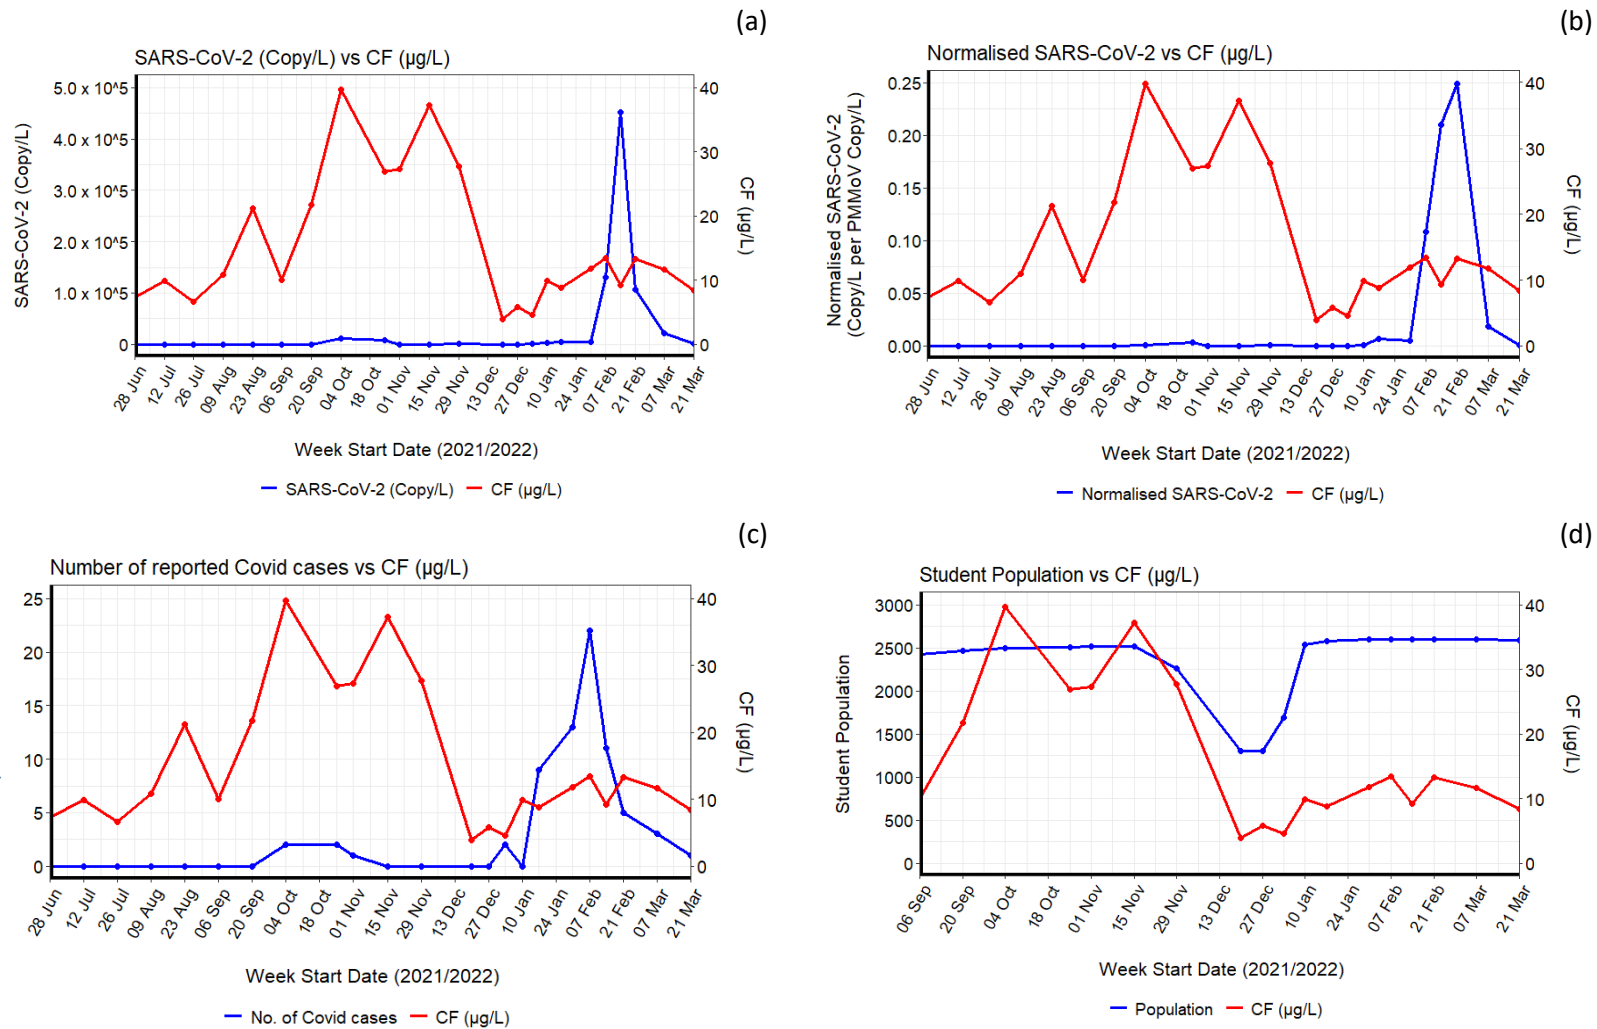 (a)
SARS-CoV-2 (Copy/L) vs CF (µg/L)
5.0 x 10^5
4.0 x 10^5
3.0 x 10^5
2.0 x 10^5
1.0 x 10^5
0
SARS-CoV-2 (Copy/L)
40
30
20
10
0
CF (µg/L)
28 Jun
12 Jul
26 Jul
09 Aug
23 Aug
06 Sep
20 Sep
04 Oct
18 Oct
01 Nov
15 Nov
29 Nov
13 Dec
27 Dec
10 Jan
24 Jan
07 Feb
21 Feb
07 Mar
21 Mar
Week Start Date (2021/2022)
SARS-CoV-2 (Copy/L) CF (µg/L)
(b)
Normalised SARS-CoV-2 vs CF (µg/L)
0.25
0.20
0.15
0.10
0.05
0.00
Normalised SARS-CoV-2
(Copy/L per PMMoV Copy/L)
40
30
20
10
0
CF (µg/L)
28 Jun
12 Jul
26 Jul
09 Aug
23 Aug
06 Sep
20 Sep
04 Oct
18 Oct
01 Nov
15 Nov
29 Nov
13 Dec
27 Dec
10 Jan
24 Jan
07 Feb
21 Feb
07 Mar
21 Mar
Week Start Date (2021/2022)
Normalised SARS-CoV-2 CF (µg/L)
(c)
Number of reported Covid cases vs CF (µg/L)
25
20
15
10
5
0
40
30
20
10
0
CF (µg/L)
28 Jun
12 Jul
26 Jul
09 Aug
23 Aug
06 Sep
20 Sep
04 Oct
18 Oct
01 Nov
15 Nov
29 Nov
13 Dec
27 Dec
10 Jan
24 Jan
07 Feb
21 Feb
07 Mar
21 Mar
Week Start Date (2021/2022)
No. of Covid cases CF (µg/L)
(d)
Student Population vs CF (µg/L)
3000
2500
2000
1500
1000
500
0
Student Population
40
30
20
10
0
CF (µg/L)
06 Sep
20 Sep
04 Oct
18 Oct
01 Nov
15 Nov
29 Nov
13 Dec
27 Dec
10 Jan
24 Jan
07 Feb
21 Feb
07 Mar
21 Mar
Week Start Date (2021/2022)
Population CF (µg/L)